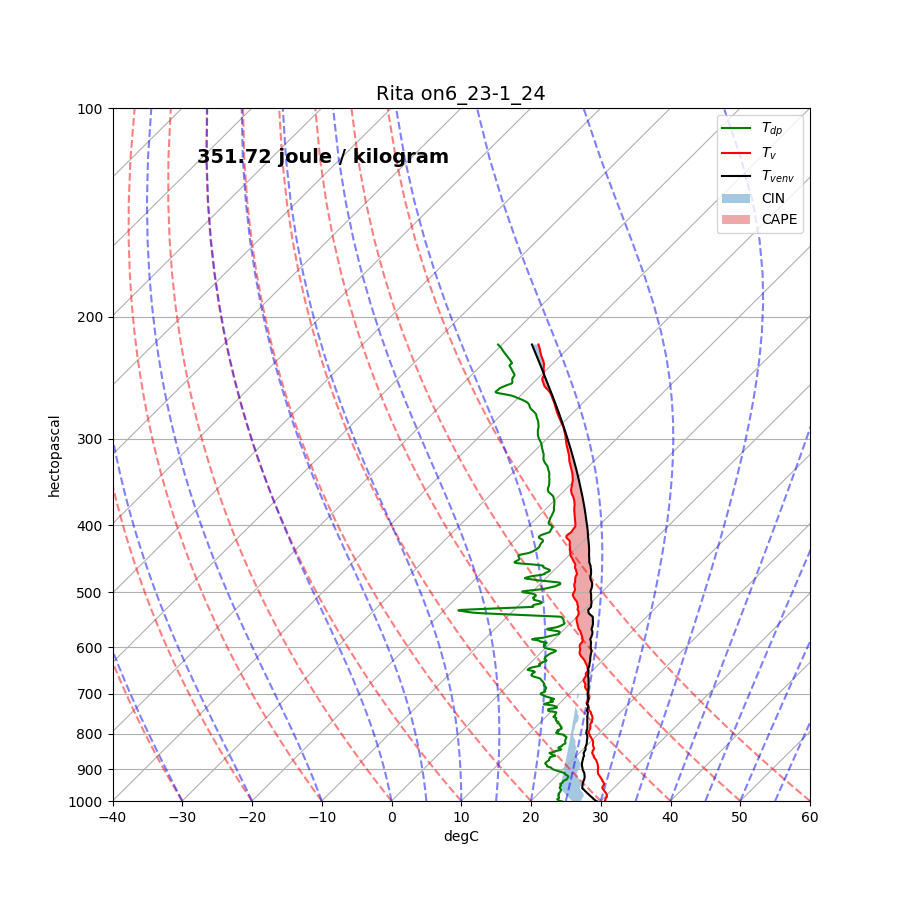 Rita on6_23-1_24
351.72 joule / kilogram
T_dp
T_v
T_venv
CIN
CAPE
hectopascal
100
200
300
400
500
600
700
800
900
1000
−40 −30 −20 −10 0 10 20 30 40 50 60
degC